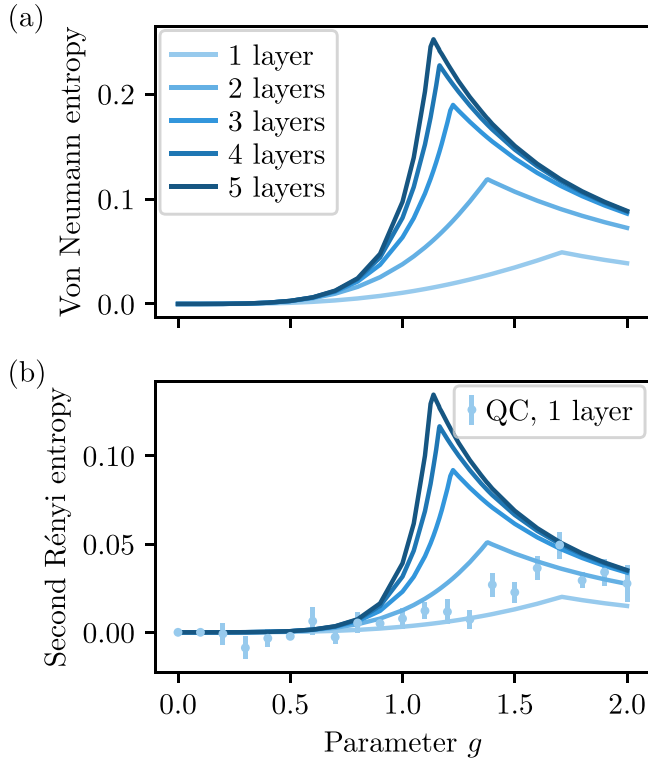 (a)
Von Neumann entropy
0.2
0.1
0.0
1 layer
2 layers
3 layers
4 layers
5 layers
(b)
Second Rényi entropy
0.10
0.05
0.00
QC, 1 layer
0.0 0.5 1.0 1.5 2.0
Parameter g